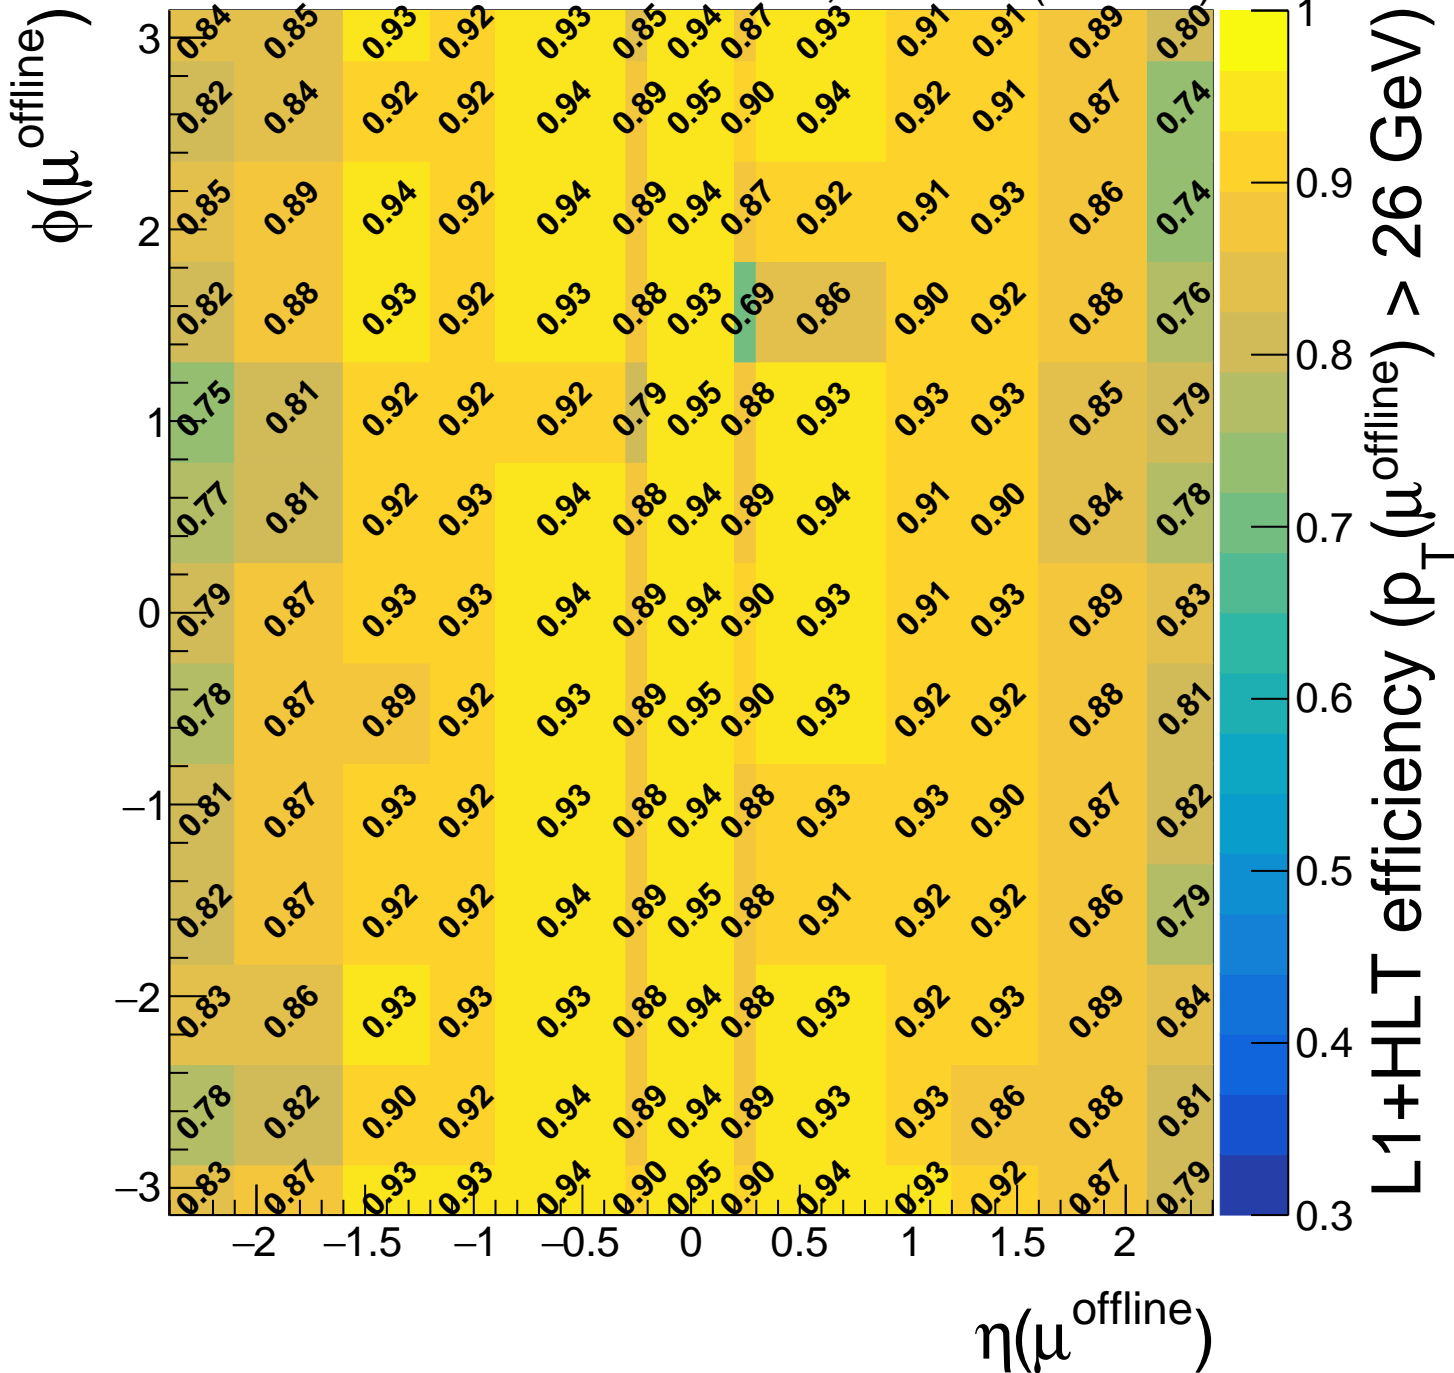 φ(μ^offline)
3 0.84 0.85 0.93 0.92 0.93 0.85 0.94 0.87 0.93 0.91 0.91 0.89 0.80
0.82 0.84 0.92 0.92 0.94 0.89 0.95 0.90 0.94 0.92 0.91 0.87 0.74
2 0.85 0.89 0.94 0.92 0.94 0.89 0.94 0.87 0.92 0.91 0.93 0.86 0.74
0.82 0.88 0.93 0.92 0.93 0.88 0.93 0.69 0.86 0.90 0.92 0.88 0.76
1 0.75 0.81 0.92 0.92 0.92 0.79 0.95 0.88 0.93 0.93 0.93 0.85 0.79
0.77 0.81 0.92 0.93 0.94 0.88 0.94 0.89 0.94 0.91 0.90 0.84 0.78
0 0.79 0.87 0.93 0.93 0.94 0.89 0.94 0.90 0.93 0.91 0.93 0.89 0.83
0.78 0.87 0.89 0.92 0.93 0.89 0.95 0.90 0.93 0.92 0.92 0.88 0.81
−1 0.81 0.87 0.93 0.92 0.93 0.88 0.94 0.88 0.93 0.93 0.90 0.87 0.82
0.82 0.87 0.92 0.92 0.94 0.89 0.95 0.88 0.91 0.92 0.92 0.86 0.79
−2 0.83 0.86 0.93 0.93 0.93 0.88 0.94 0.88 0.93 0.92 0.93 0.89 0.84
0.78 0.82 0.90 0.92 0.94 0.89 0.94 0.89 0.93 0.93 0.86 0.88 0.81
−3 0.83 0.87 0.93 0.93 0.94 0.90 0.95 0.90 0.94 0.93 0.92 0.87 0.79
−2 −1.5 −1 −0.5 0 0.5 1 1.5 2
η(μ^offline)
1
0.9
0.8
0.7
0.6
0.5
0.4
0.3
L1+HLT efficiency (p_T(μ^offline) > 26 GeV)